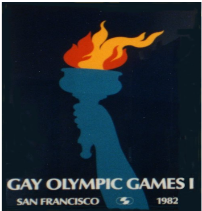 GAY OLYMPIC GAMES I
SAN FRANCISCO 1982